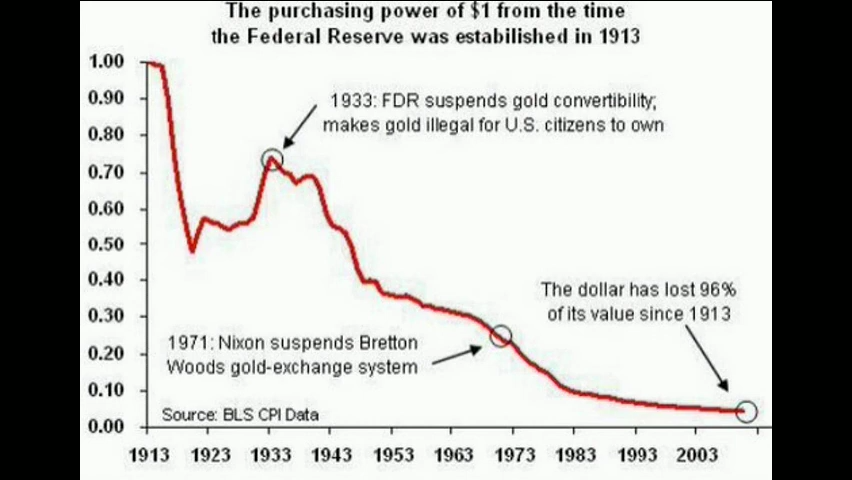 The purchasing power of $1 from the time
the Federal Reserve was estabilished in 1913
1.00
0.90
0.80
0.70
0.60
0.50
0.40
0.30
0.20
0.10
0.00
1933: FDR suspends gold convertibility;
makes gold illegal for U.S. citizens to own
The dollar has lost 96%
of its value since 1913
1971: Nixon suspends Bretton
Woods gold-exchange system
Source: BLS CPI Data
1913 1923 1933 1943 1953 1963 1973 1983 1993 2003